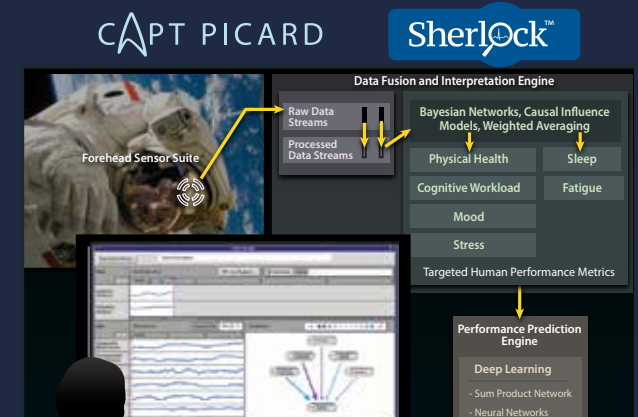 CAPT PICARD
Sherlock™
Data Fusion and Interpretation Engine
Forehead Sensor Suite
Raw Data
Streams
Processed
Data Streams
Bayesian Networks, Causal Influence
Models, Weighted Averaging
Physical Health
Sleep
Cognitive Workload
Fatigue
Mood
Stress
Targeted Human Performance Metrics
Performance Prediction
Engine
Deep Learning
- Sum Product Network
- Neural Networks